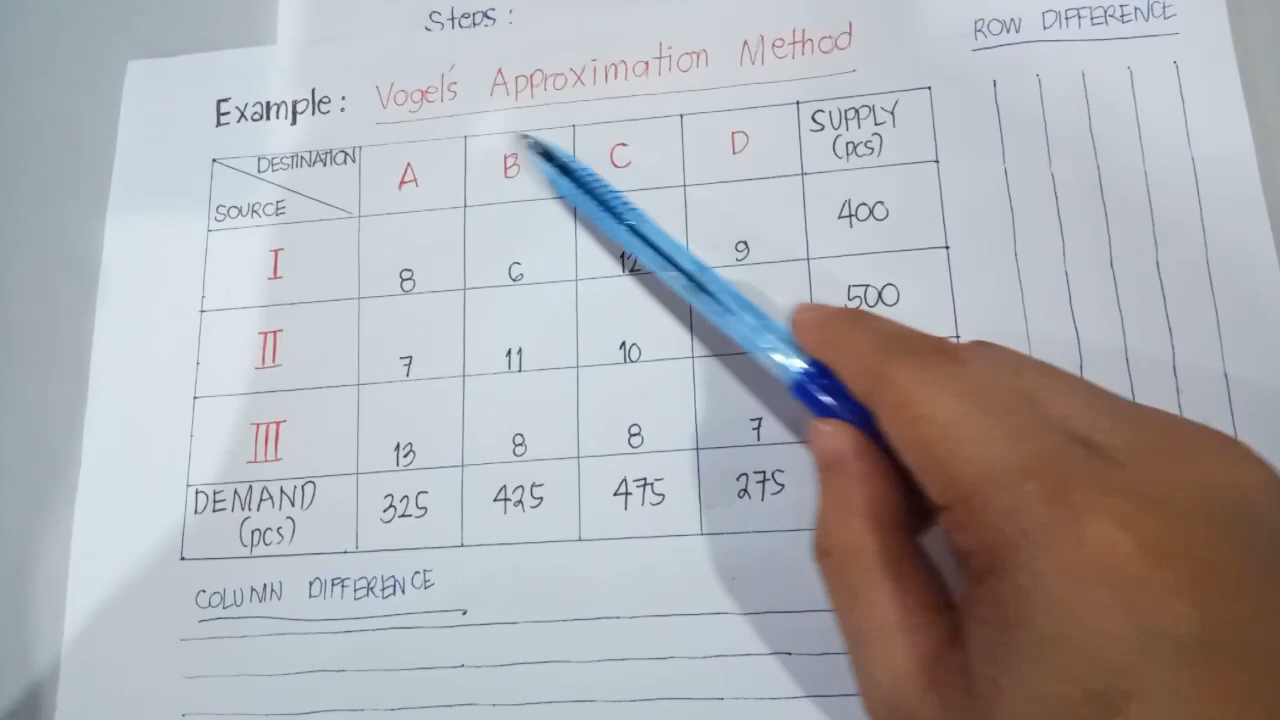 Steps:
ROW DIFFERENCE
Example: Vogel's Approximation Method
DESTINATION
SOURCE
A B C D SUPPLY (pcs)
I 8 6 12 9 400
II 7 11 10 500
III 13 8 8 7
DEMAND (pcs) 325 425 475 275
COLUMN DIFFERENCE